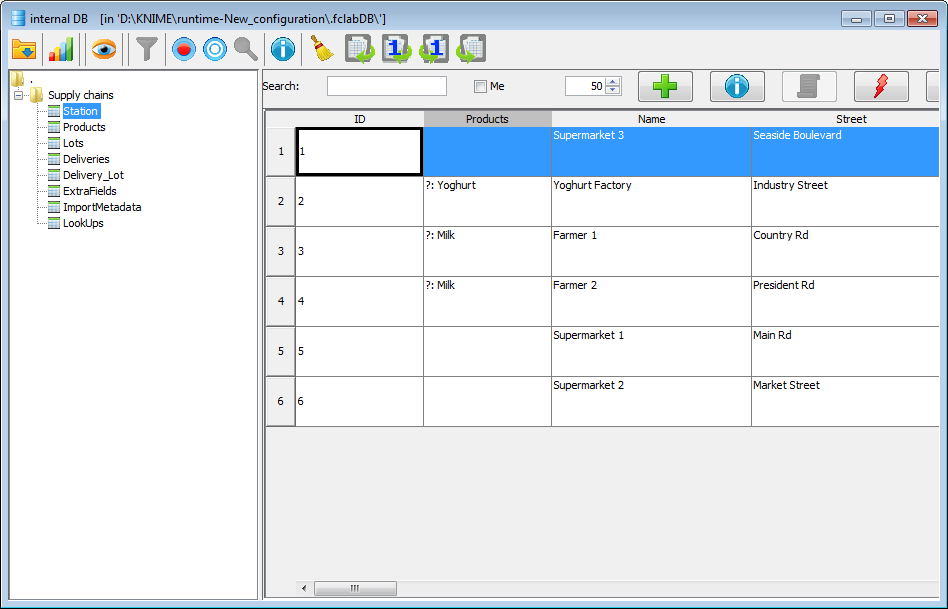 internal DB [in 'D:\KNIME\runtime-New_configuration\.fclabDB\']
1 1
.
Supply chains
Station
Products
Lots
Deliveries
Delivery_Lot
ExtraFields
ImportMetadata
LookUps
Search: Me 50
ID Products Name Street
1 1 Supermarket 3 Seaside Boulevard
2 2 ?: Yoghurt Yoghurt Factory Industry Street
3 3 ?: Milk Farmer 1 Country Rd
4 4 ?: Milk Farmer 2 President Rd
5 5 Supermarket 1 Main Rd
6 6 Supermarket 2 Market Street